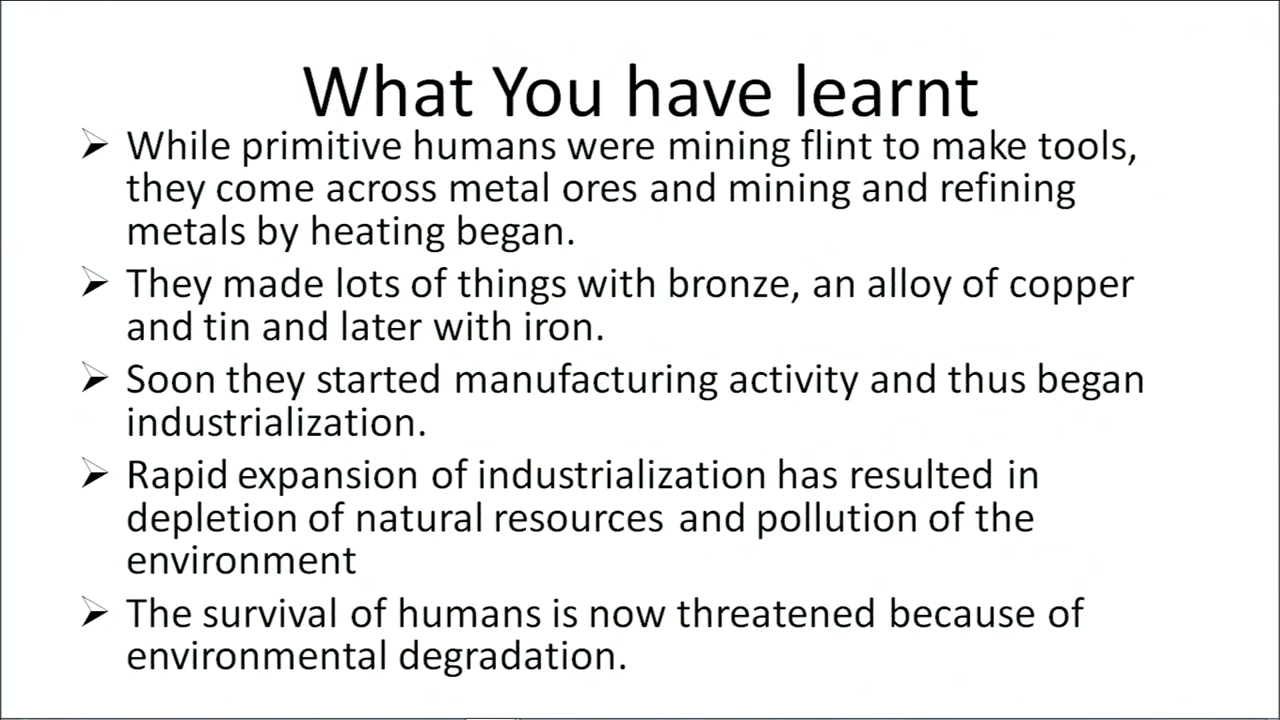 What You have learnt
➢ While primitive humans were mining flint to make tools,
they come across metal ores and mining and refining
metals by heating began.
➢ They made lots of things with bronze, an alloy of copper
and tin and later with iron.
➢ Soon they started manufacturing activity and thus began
industrialization.
➢ Rapid expansion of industrialization has resulted in
depletion of natural resources and pollution of the
environment
➢ The survival of humans is now threatened because of
environmental degradation.